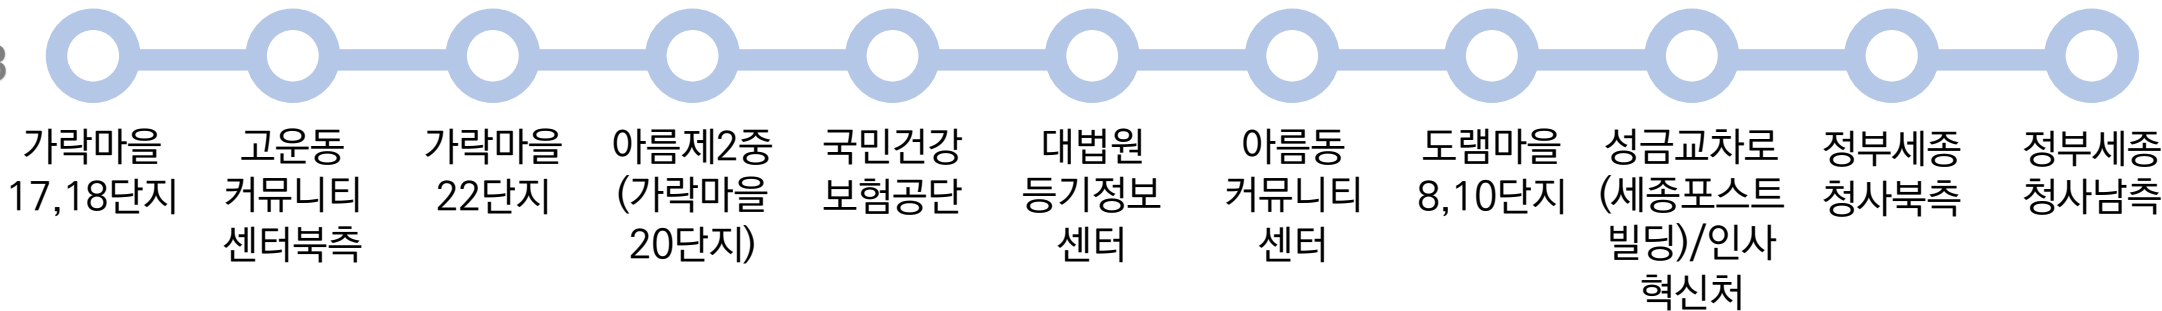 가락마을
17,18단지
고운동
커뮤니티
센터북측
가락마을
22단지
아름제2중
(가락마을
20단지)
국민건강
보험공단
대법원
등기정보
센터
아름동
커뮤니티
센터
도램마을
8,10단지
성금교차로
(세종포스트
빌딩)/인사
혁신처
정부세종
청사북측
정부세종
청사남측